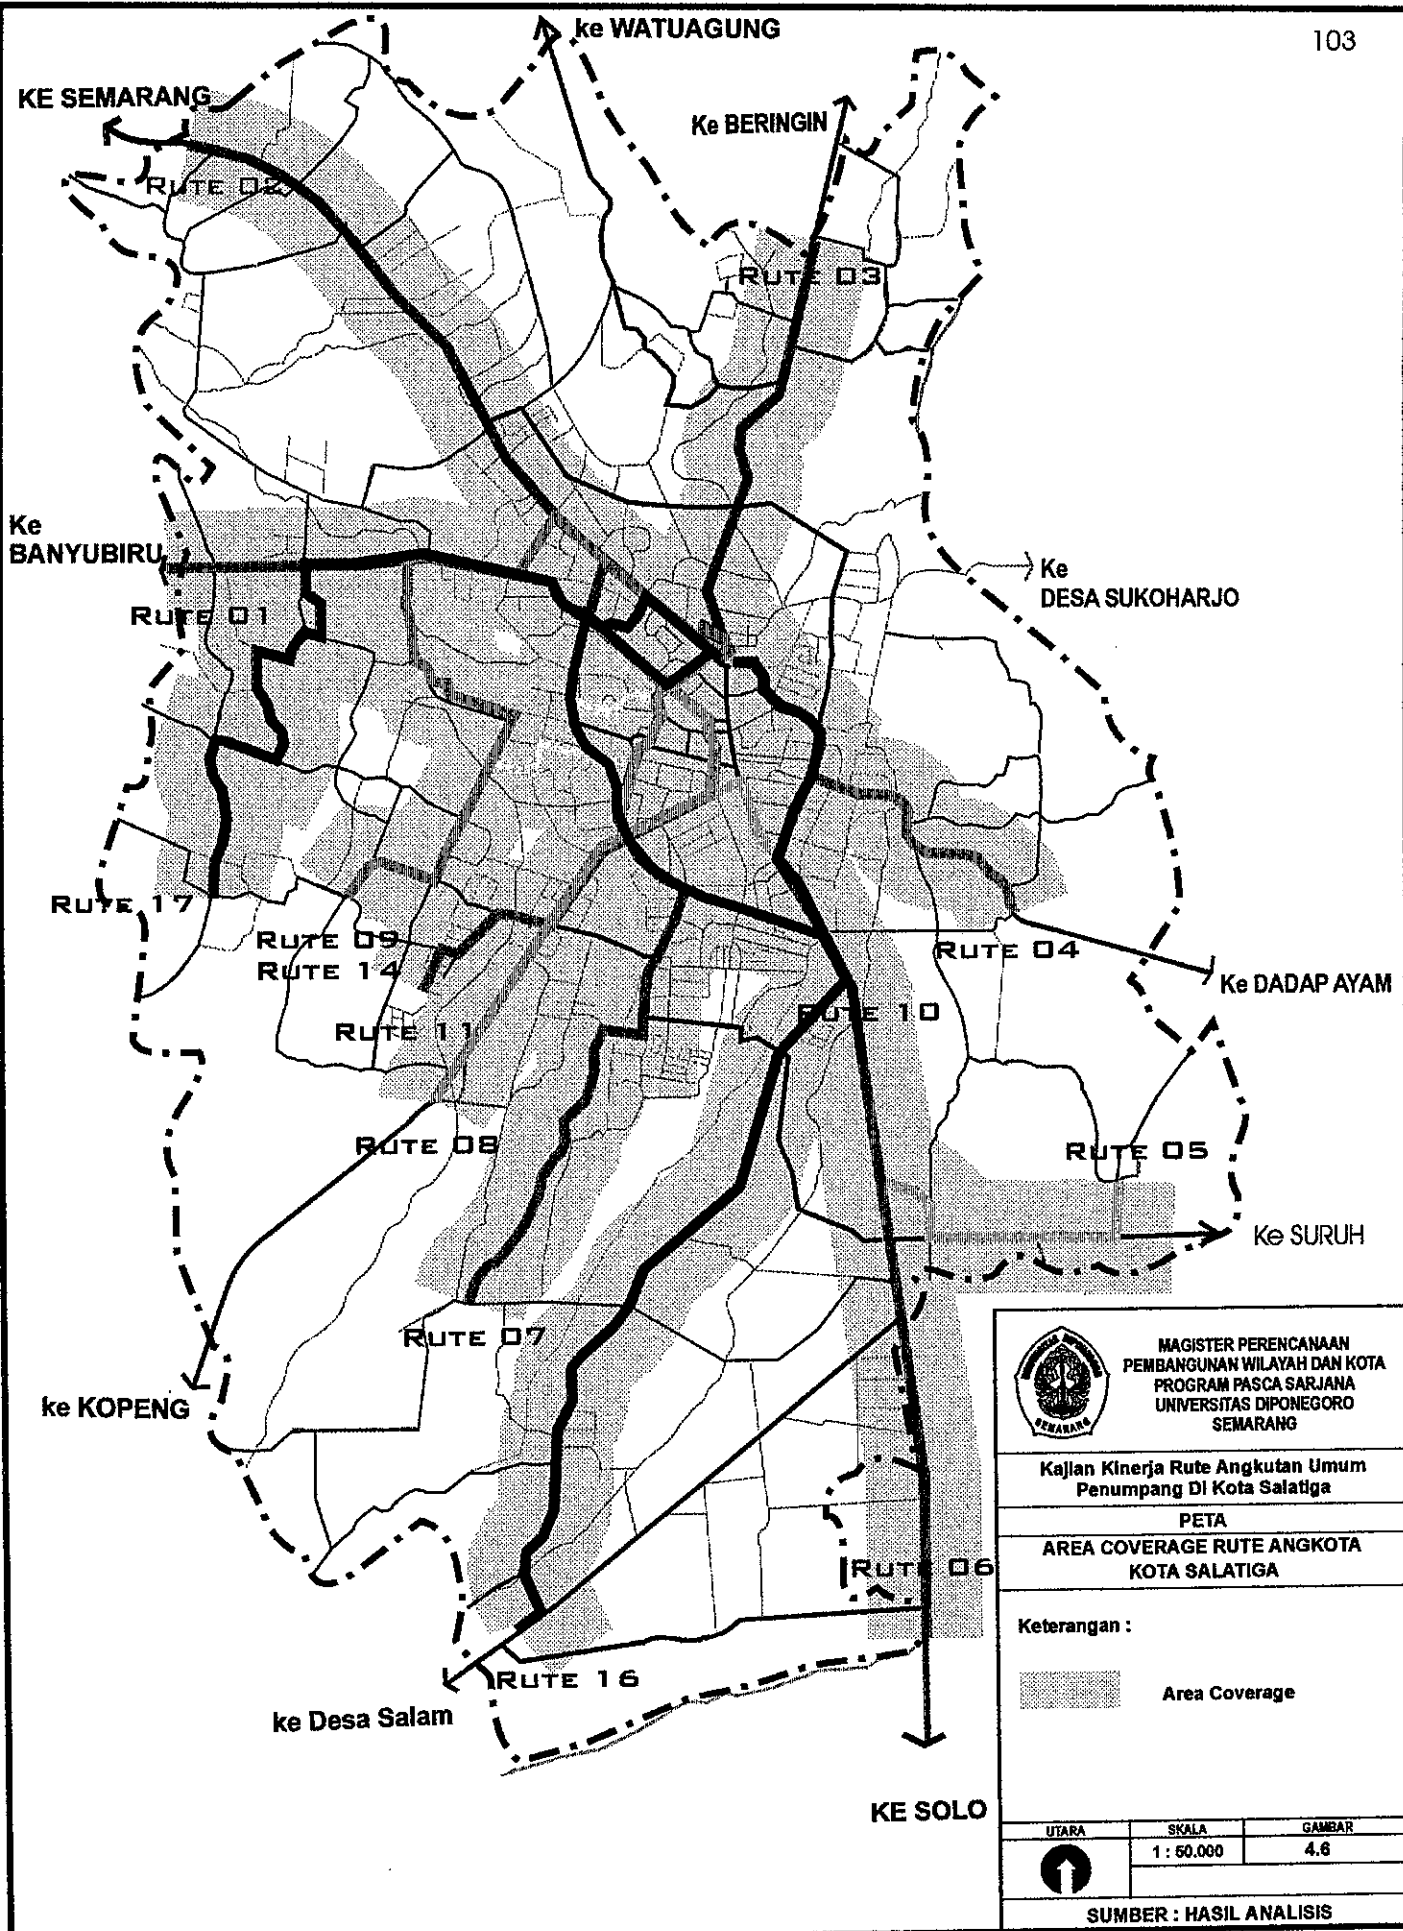 103
ke WATUAGUNG
KE SEMARANG
Ke BERINGIN
RUTE 02
RUTE 03
Ke
BANYUBIRU
Ke
DESA SUKOHARJO
RUTE 01
RUTE 17
RUTE 09
RUTE 14
RUTE 04
Ke DADAP AYAM
RUTE 10
RUTE 11
RUTE 08
RUTE 05
Ke SURUH
RUTE 07
ke KOPENG
RUTE 06
RUTE 16
ke Desa Salam
KE SOLO
SEMARANG
MAGISTER PERENCANAAN
PEMBANGUNAN WILAYAH DAN KOTA
PROGRAM PASCA SARJANA
UNIVERSITAS DIPONEGORO
SEMARANG
Kajian Kinerja Rute Angkutan Umum
Penumpang Di Kota Salatiga
PETA
AREA COVERAGE RUTE ANGKOTA
KOTA SALATIGA
Keterangan :
Area Coverage
UTARA
SKALA
GAMBAR
1 : 50.000
4.6
SUMBER : HASIL ANALISIS